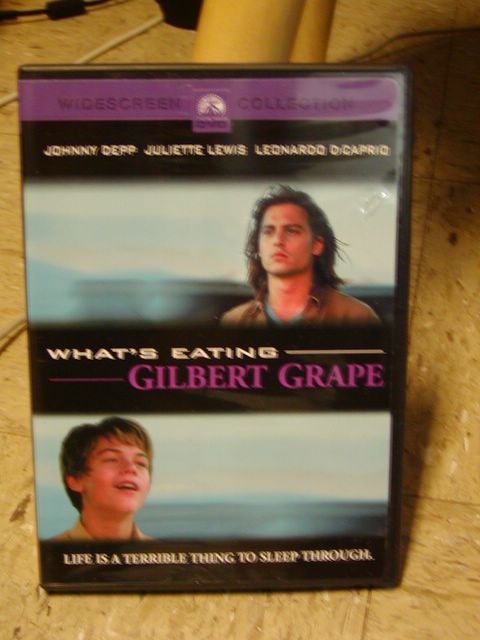 WIDESCREEN COLLECTION
DVD
JOHNNY DEPP JULIETTE LEWIS LEONARDO DiCAPRIO
WHAT'S EATING
GILBERT GRAPE
LIFE IS A TERRIBLE THING TO SLEEP THROUGH.